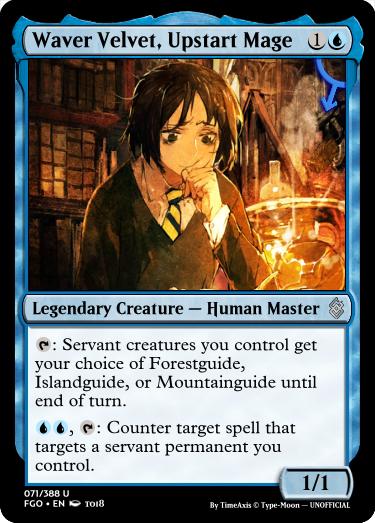 Waver Velvet, Upstart Mage 1
Legendary Creature — Human Master
: Servant creatures you control get
your choice of Forestguide,
Islandguide, or Mountainguide until
end of turn.
, : Counter target spell that
targets a servant permanent you
control.
1/1
071/388 U
FGO • EN TO18
By TimeAxis © Type-Moon — UNOFFICIAL